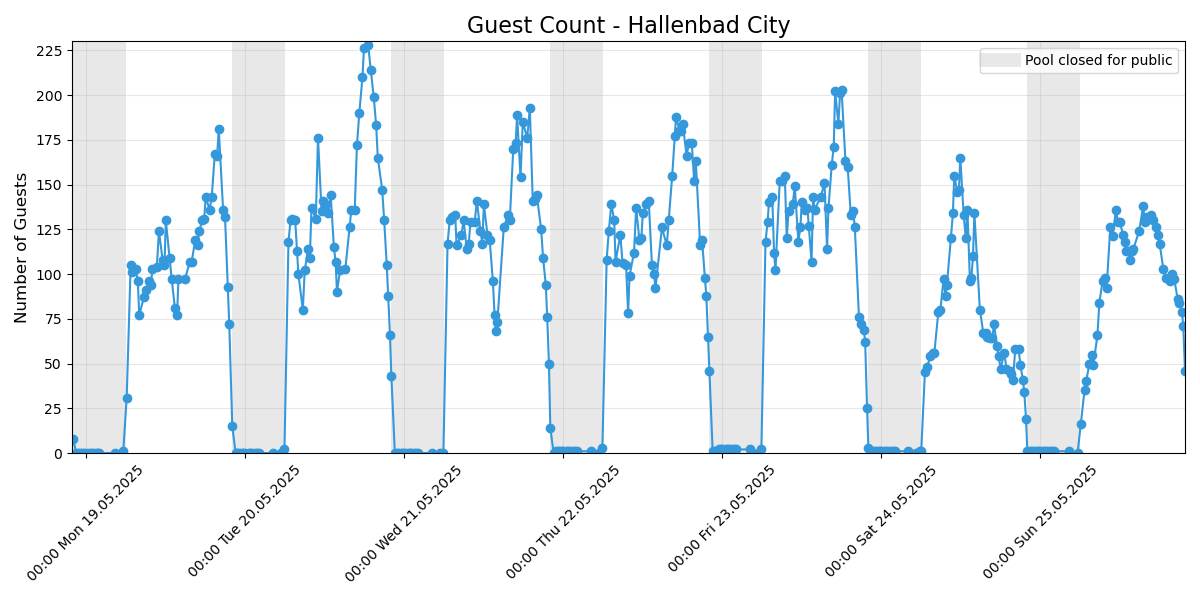 Guest Count - Hallenbad City
Pool closed for public
Number of Guests
225
200
175
150
125
100
75
50
25
0
00:00 Mon 19.05.2025
00:00 Tue 20.05.2025
00:00 Wed 21.05.2025
00:00 Thu 22.05.2025
00:00 Fri 23.05.2025
00:00 Sat 24.05.2025
00:00 Sun 25.05.2025